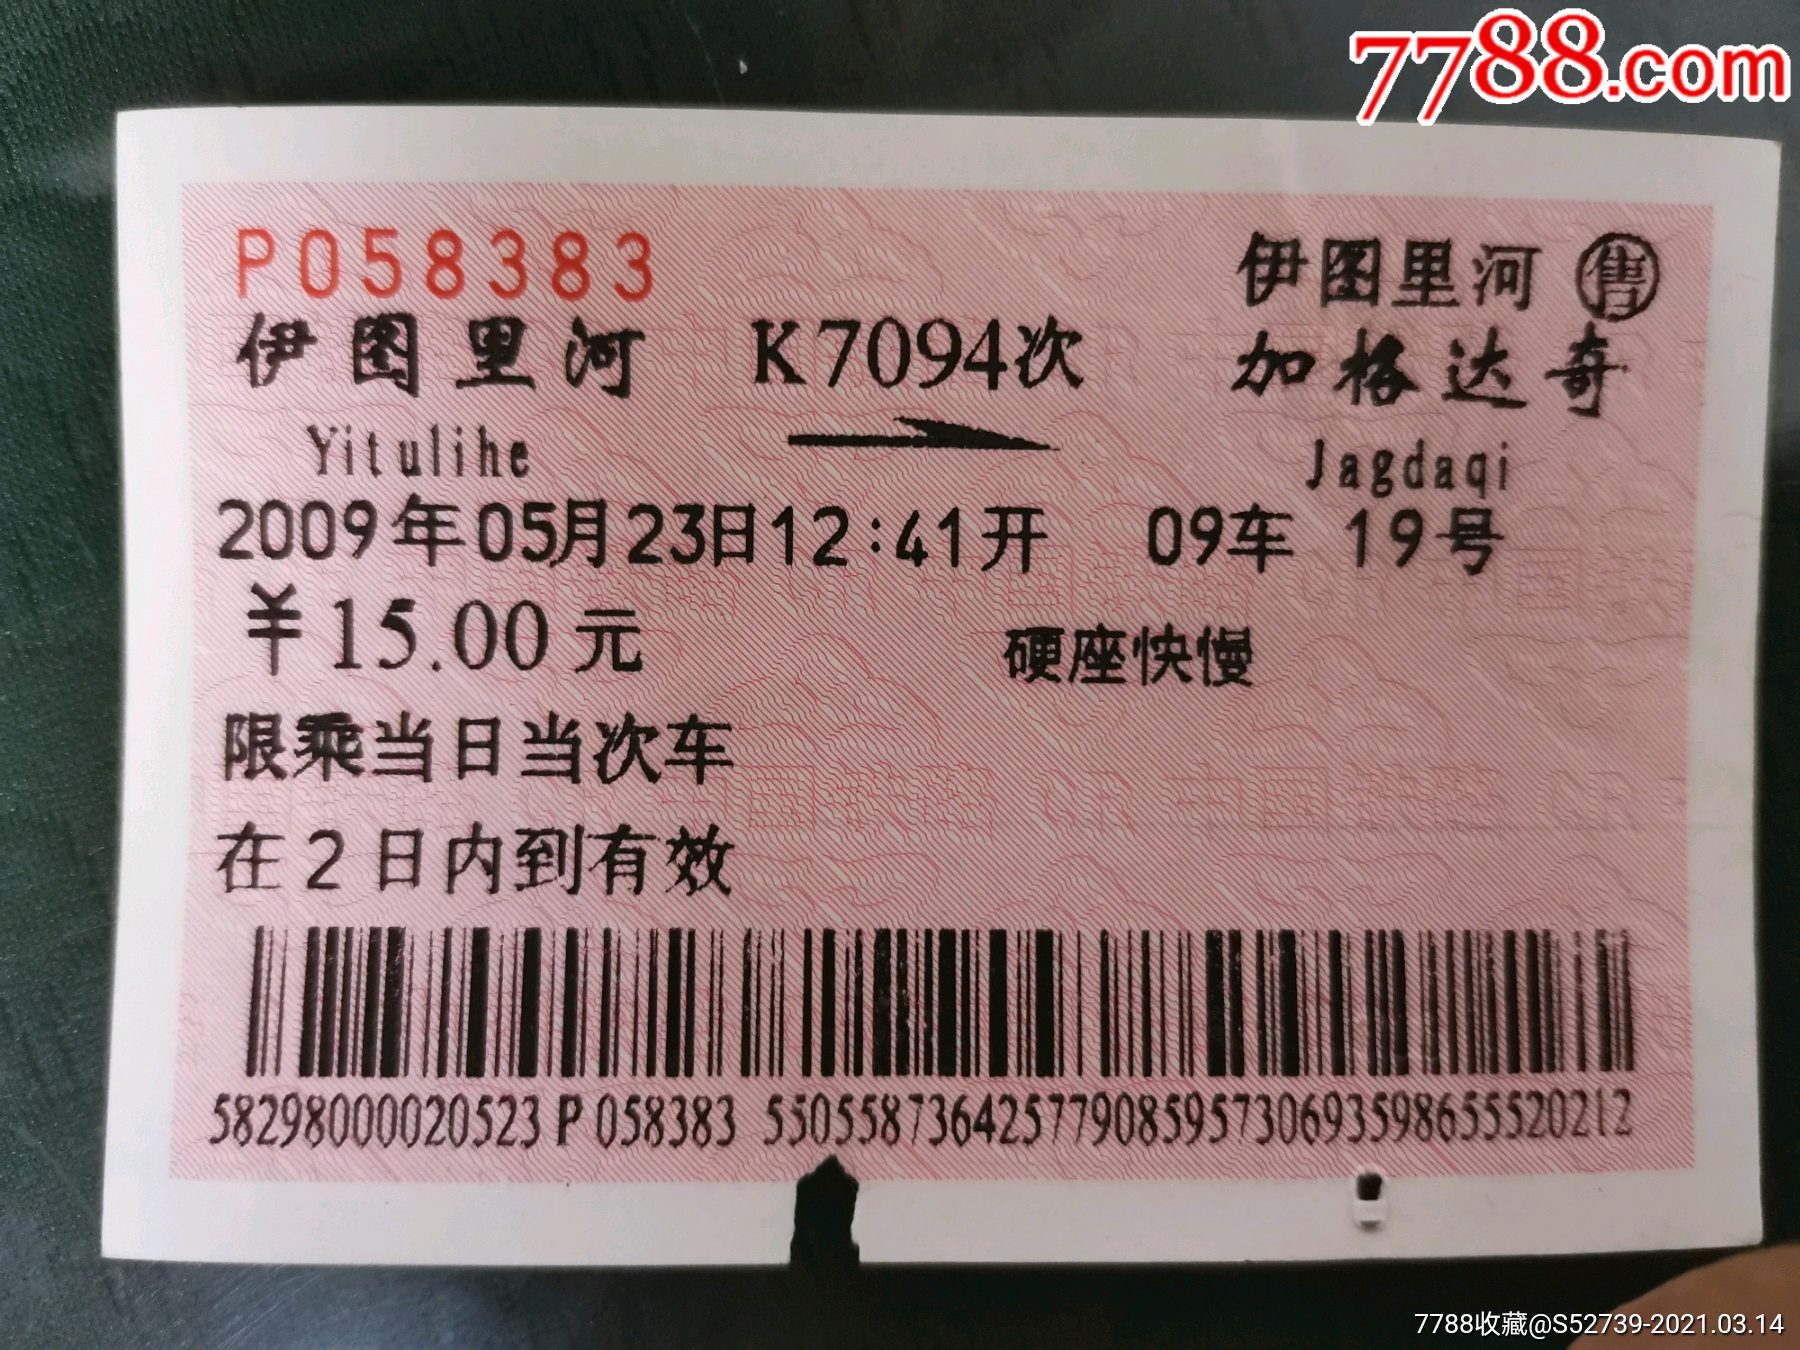 7788.com
P058383
伊图里河 售
伊图里河 K7094次 加格达奇
Yitulihe Jagdaqi
2009年05月23日12:41开 09车 19号
¥15.00元
硬座快慢
限乘当日当次车
在2日内到有效
58298000020523 P 058383 55055873642577908595730693598655520212
7788收藏@S52739-2021.03.14